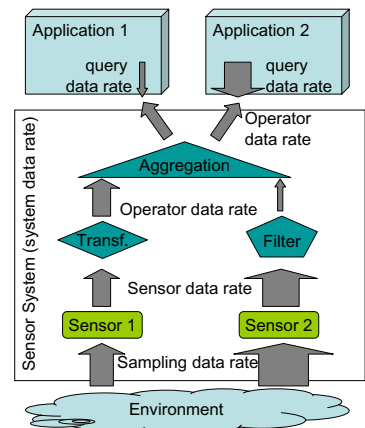 Application 1
query
data rate
Application 2
query
data rate
Operator
data rate
Sensor System (system data rate)
Aggregation
Operator data rate
Transf.
Filter
Sensor data rate
Sensor 1
Sensor 2
Sampling data rate
Environment